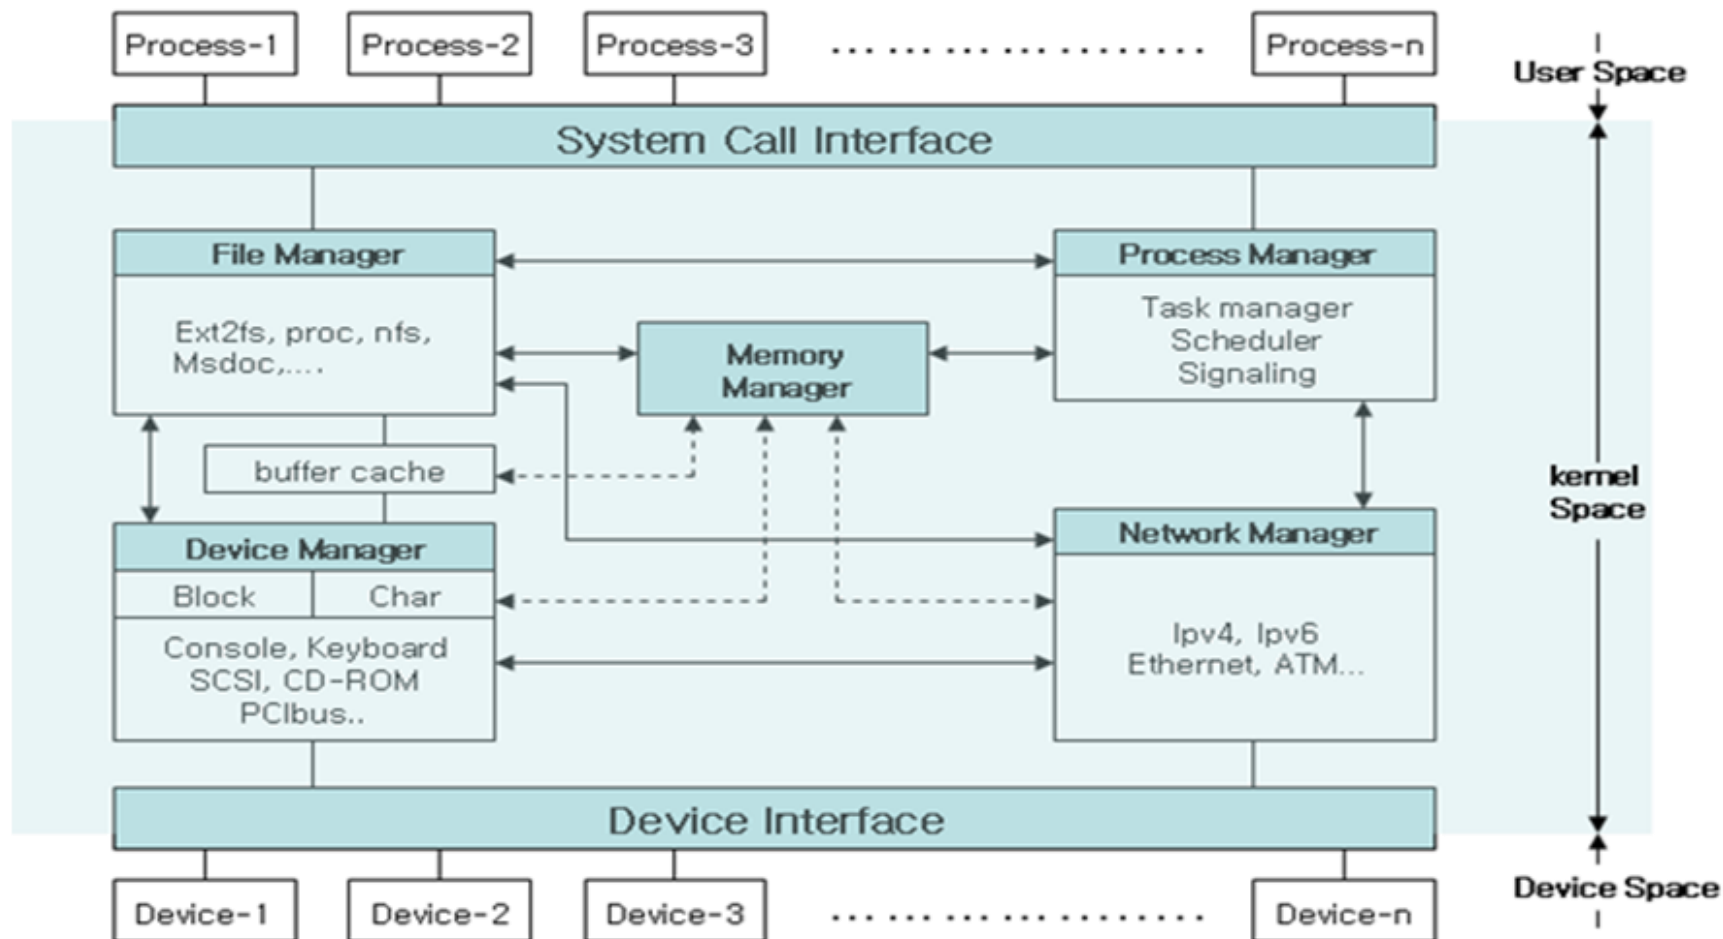 Process-1
Process-2
Process-3
....................
Process-n
User Space
System Call Interface
File Manager
Ext2fs, proc, nfs,
Msdoc,....
Process Manager
Task manager
Scheduler
Signaling
Memory
Manager
buffer cache
kernel
Space
Device Manager
Block
Char
Console, Keyboard
SCSI, CD-ROM
PCIbus..
Network Manager
Ipv4, Ipv6
Ethernet, ATM...
Device Interface
Device-1
Device-2
Device-3
....................
Device-n
Device Space